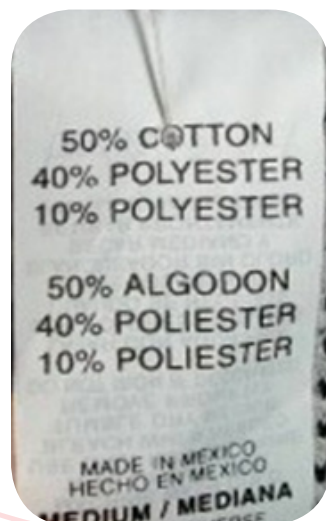 50% COTTON
40% POLYESTER
10% POLYESTER
50% ALGODON
40% POLIESTER
10% POLIESTER
MADE IN MEXICO
HECHO EN MEXICO
MEDIUM / MEDIANA